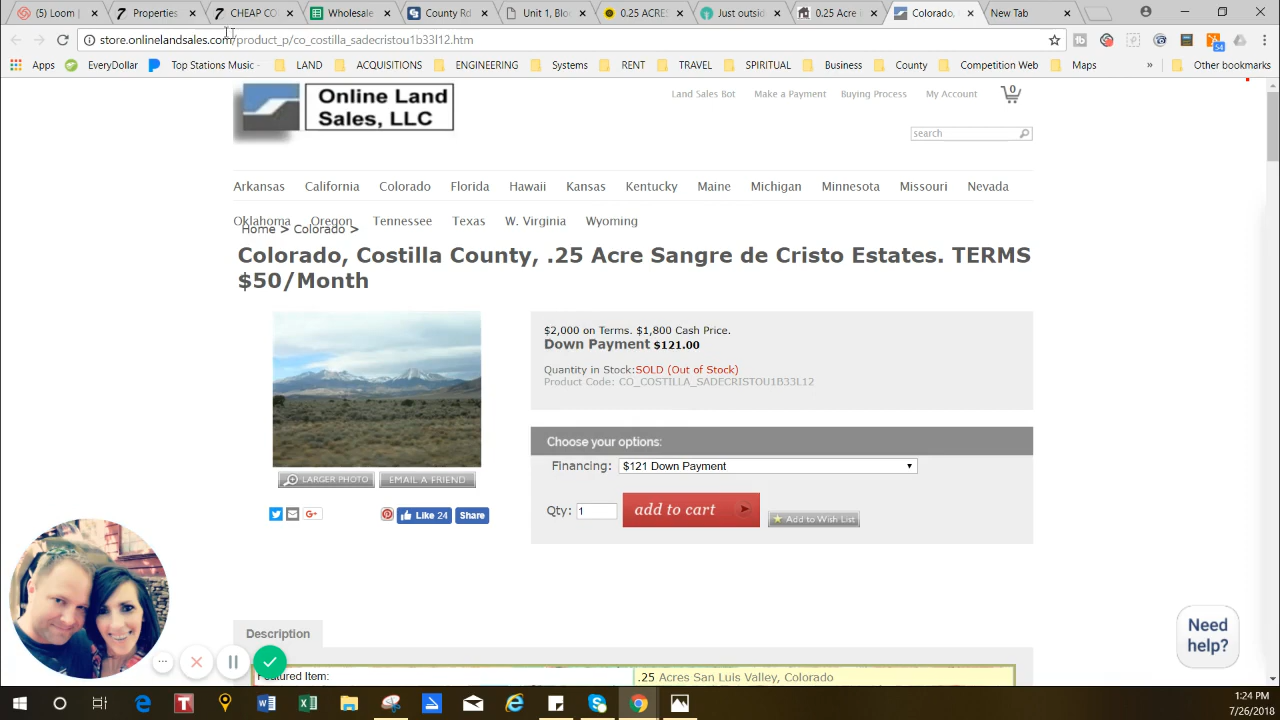 Loom |
Properties
CHEAP CO
Wholesale
County Rd
Unit 1, Blo
0.25 ACRES
Just outsid
0.25 Acre i
Colorado,
New Tab
store.onlinelandsales.com/product_p/co_costilla_sadecristou1b33l12.htm
54
Apps EveryDollar Top Stations Music - LAND ACQUISITIONS ENGINEERING Systems RENT TRAVEL SPIRITUAL Business County Competition Web Maps » Other bookmarks
Online Land
Sales, LLC
Land Sales Bot Make a Payment Buying Process My Account 0
search
Arkansas California Colorado Florida Hawaii Kansas Kentucky Maine Michigan Minnesota Missouri Nevada
Oklahoma Oregon Tennessee Texas W. Virginia Wyoming
Home > Colorado >
Colorado, Costilla County, .25 Acre Sangre de Cristo Estates. TERMS
$50/Month
$2,000 on Terms. $1,800 Cash Price.
Down Payment $121.00
Quantity in Stock:SOLD (Out of Stock)
Product Code: CO_COSTILLA_SADECRISTOU1B33L12
Choose your options:
Financing: $121 Down Payment
LARGER PHOTO EMAIL A FRIEND
Qty: 1 add to cart Add to Wish List
G+ Like 24 Share
Need
help?
Description
Featured Item: .25 Acres San Luis Valley, Colorado
1:24 PM
7/26/2018